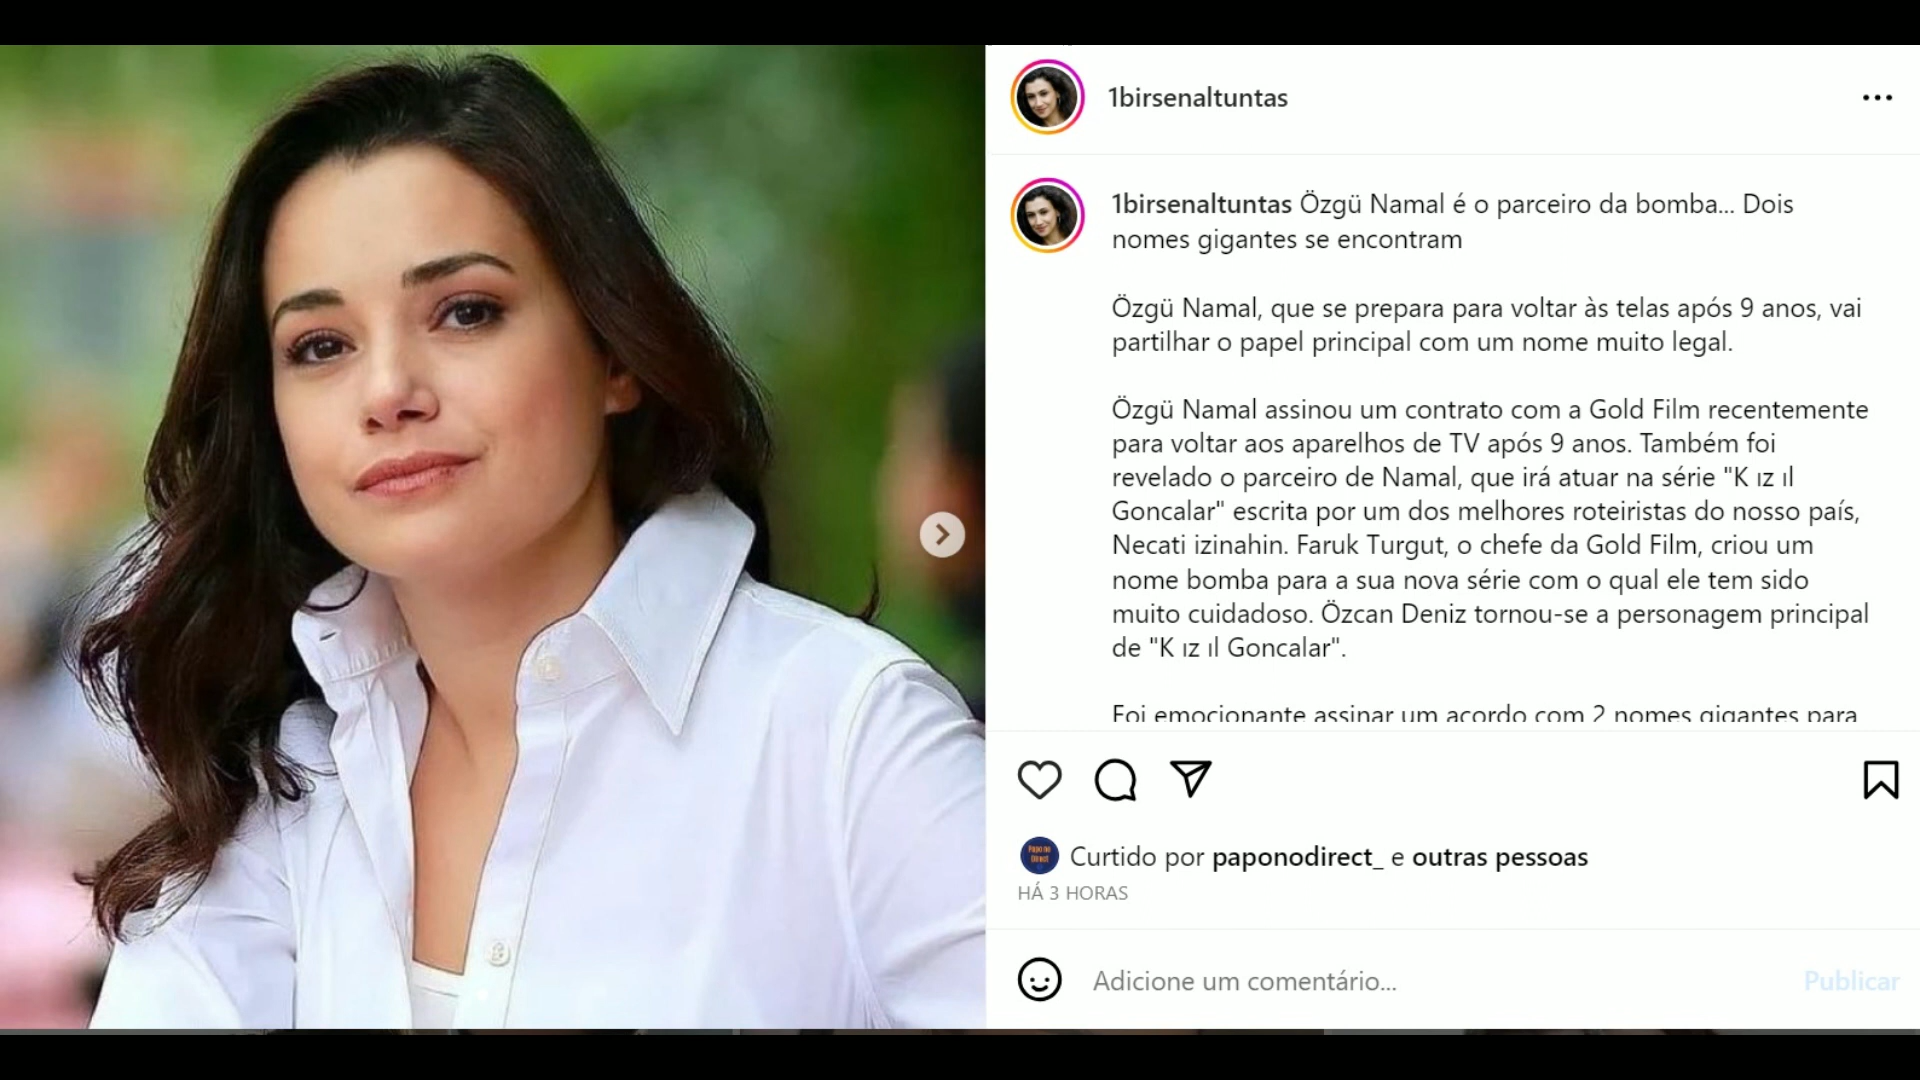 1birsenaltuntas
1birsenaltuntas Özgü Namal é o parceiro da bomba... Dois
nomes gigantes se encontram
Özgü Namal, que se prepara para voltar às telas após 9 anos, vai
partilhar o papel principal com um nome muito legal.
Özgü Namal assinou um contrato com a Gold Film recentemente
para voltar aos aparelhos de TV após 9 anos. Também foi
revelado o parceiro de Namal, que irá atuar na série "K ız ıl
Goncalar" escrita por um dos melhores roteiristas do nosso país,
Necati izinahin. Faruk Turgut, o chefe da Gold Film, criou um
nome bomba para a sua nova série com o qual ele tem sido
muito cuidadoso. Özcan Deniz tornou-se a personagem principal
de "K ız ıl Goncalar".
Foi emocionante assinar um acordo com 2 nomes gigantes para
Papo no
Direct
Curtido por paponodirect_ e outras pessoas
HÁ 3 HORAS
Adicione um comentário...
Publicar